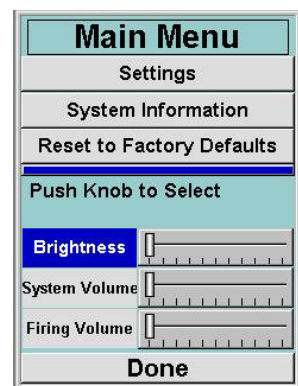 Main Menu
Settings
System Information
Reset to Factory Defaults
Push Knob to Select
Brightness
System Volume
Firing Volume
Done